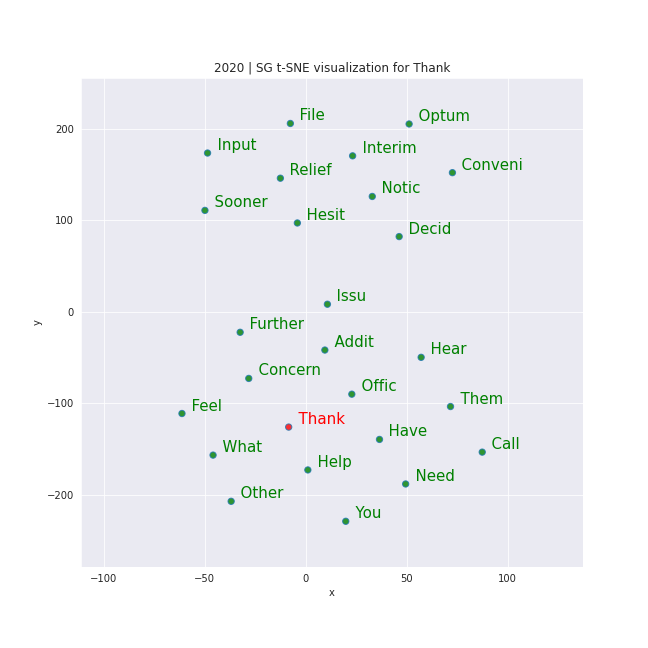 2020 | SG t-SNE visualization for Thank
File
Optum
Input
Interim
Relief
Conveni
Notic
Sooner
Hesit
Decid
Issu
Further
Addit
Hear
Concern
Offic
Feel
Them
Thank
Have
What
Call
Help
Need
Other
You
200
100
0
−100
−200
y
−100
−50
0
50
100
x